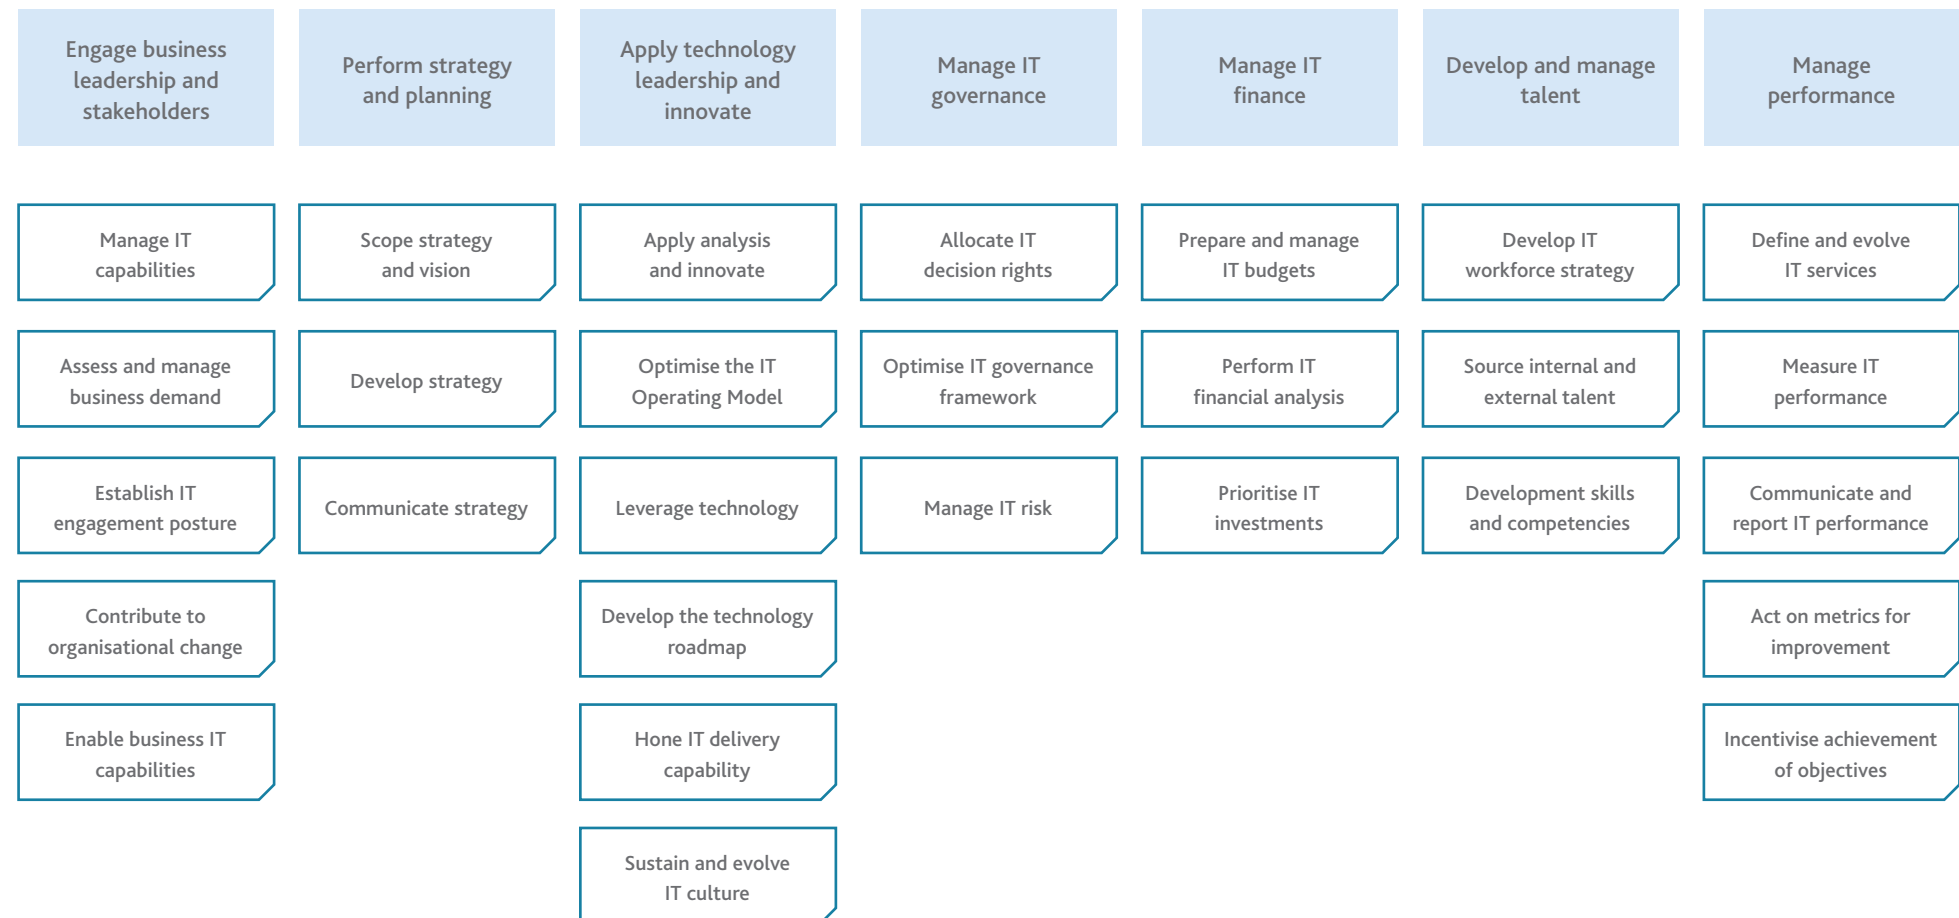 Engage business
leadership and
stakeholders
Perform strategy
and planning
Apply technology
leadership and
innovate
Manage IT
governance
Manage IT
finance
Develop and manage
talent
Manage
performance
Manage IT
capabilities
Scope strategy
and vision
Apply analysis
and innovate
Allocate IT
decision rights
Prepare and manage
IT budgets
Develop IT
workforce strategy
Define and evolve
IT services
Assess and manage
business demand
Develop strategy
Optimise the IT
Operating Model
Optimise IT governance
framework
Perform IT
financial analysis
Source internal and
external talent
Measure IT
performance
Establish IT
engagement posture
Communicate strategy
Leverage technology
Manage IT risk
Prioritise IT
investments
Development skills
and competencies
Communicate and
report IT performance
Contribute to
organisational change
Develop the technology
roadmap
Act on metrics for
improvement
Enable business IT
capabilities
Hone IT delivery
capability
Incentivise achievement
of objectives
Sustain and evolve
IT culture